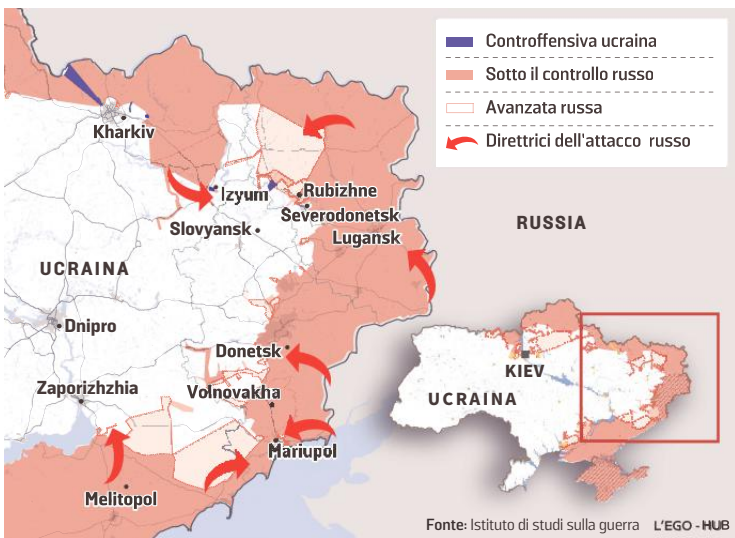 Controffensiva ucraina
Sotto il controllo russo
Avanzata russa
Direttrici dell'attacco russo
Kharkiv
Izyum
Rubizhne
Severodonetsk
Slovyansk
Lugansk
RUSSIA
UCRAINA
Dnipro
Donetsk
Zaporizhzhia
Volnovakha
Mariupol
Melitopol
KIEV
UCRAINA
Fonte: Istituto di studi sulla guerra L'EGO - HUB